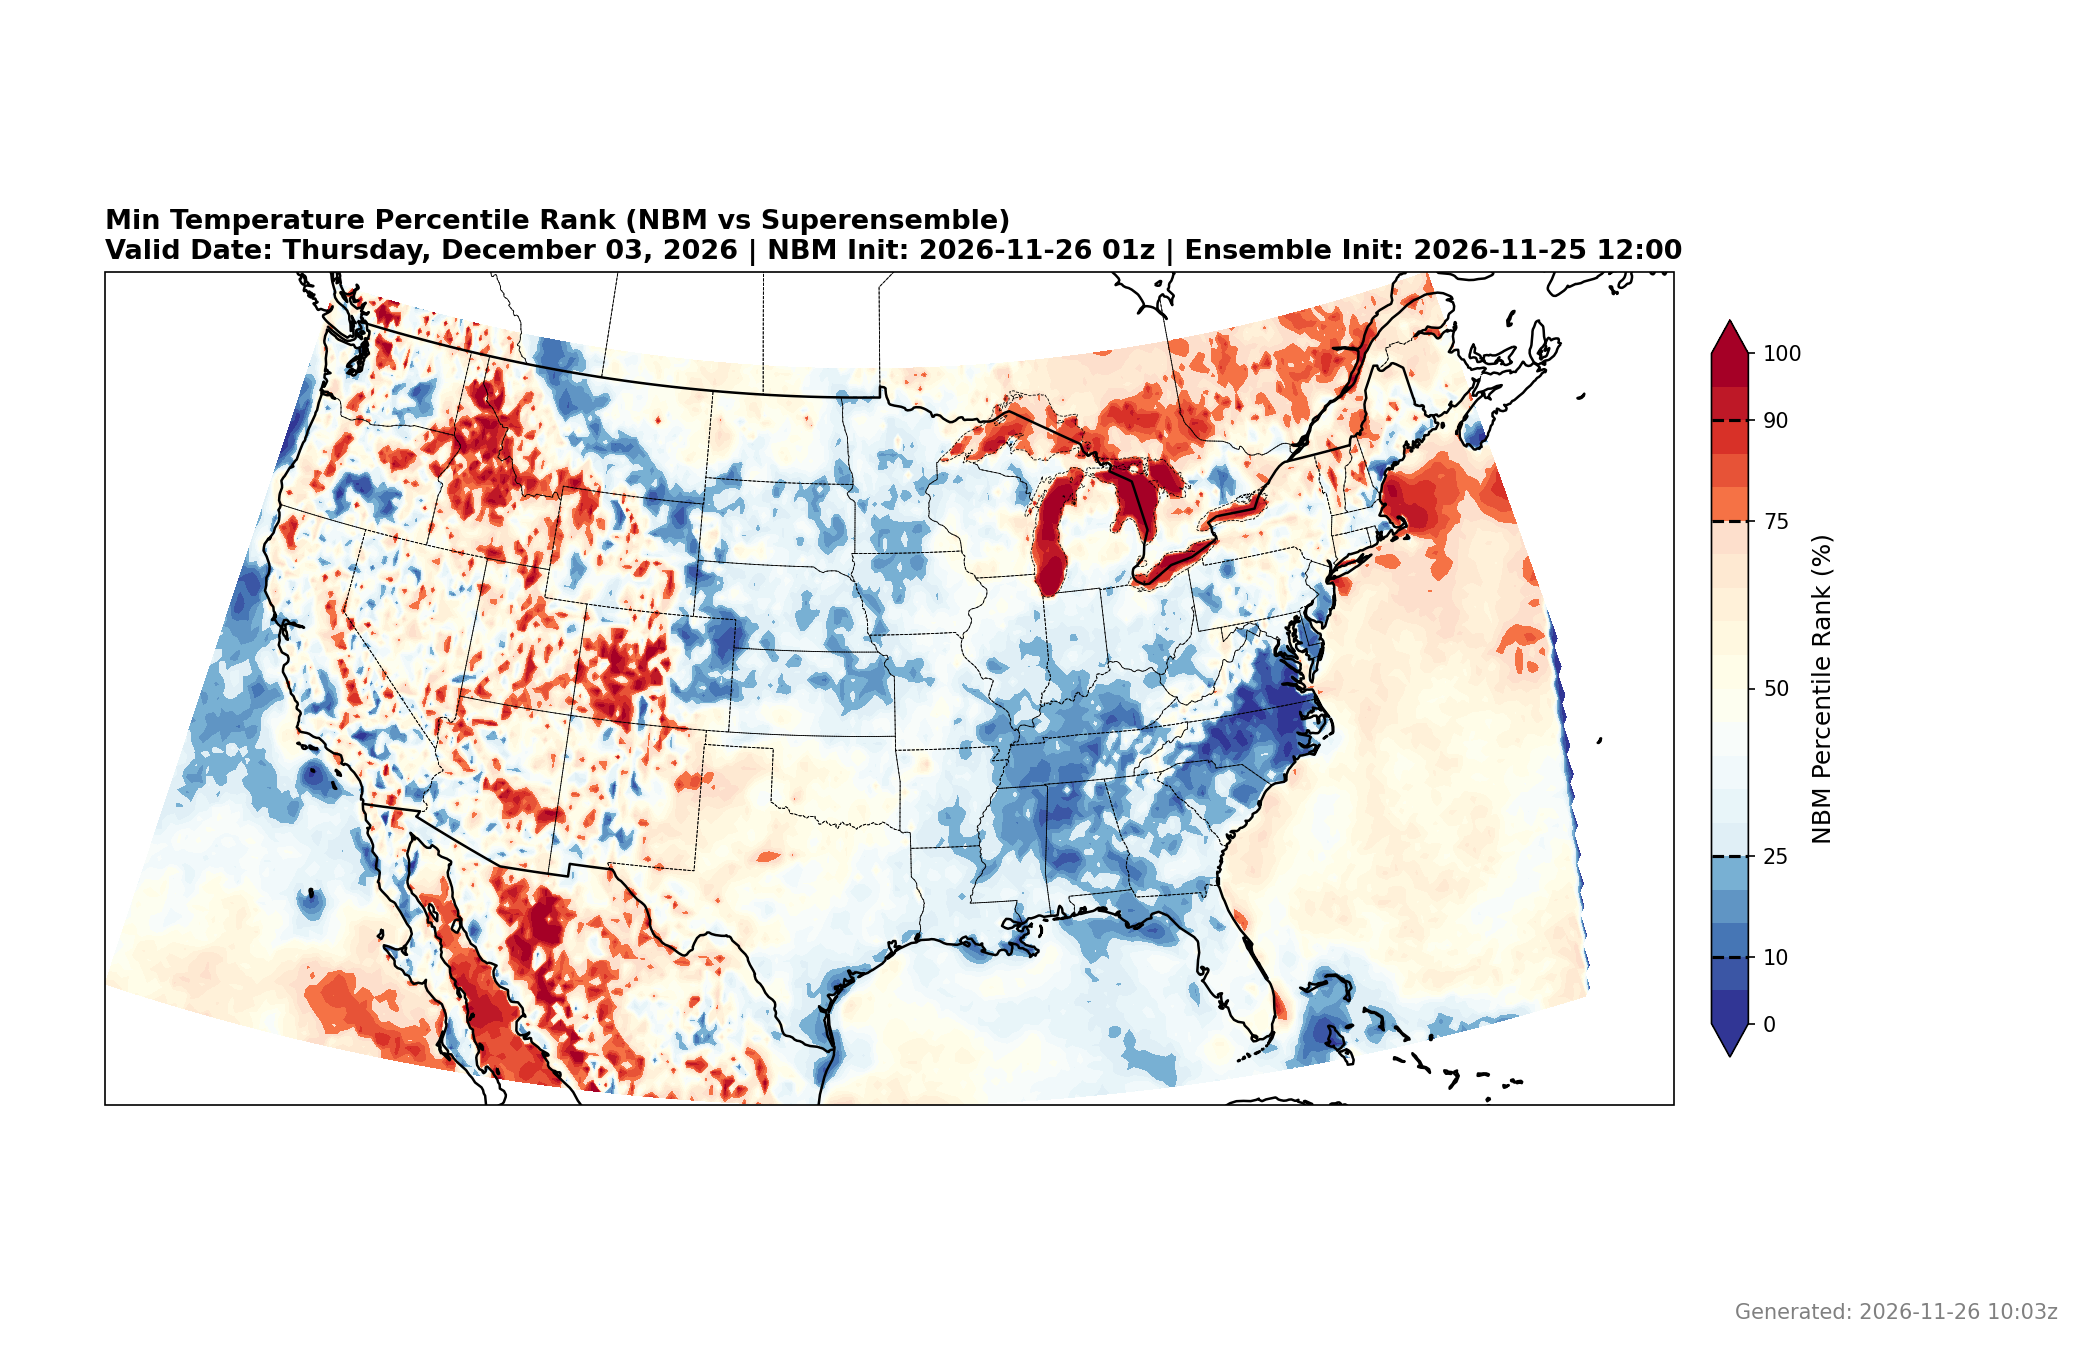 Min Temperature Percentile Rank (NBM vs Superensemble)
Valid Date: Thursday, December 03, 2026 | NBM Init: 2026-11-26 01z | Ensemble Init: 2026-11-25 12:00
100
90
75
50
25
10
0
NBM Percentile Rank (%)
Generated: 2026-11-26 10:03z